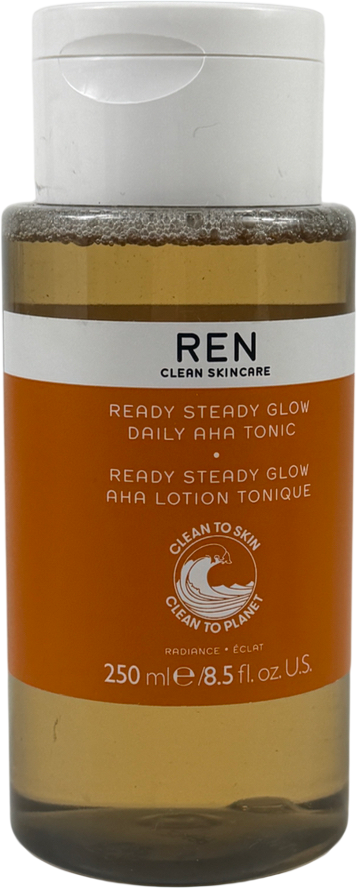 REN
CLEAN SKINCARE
READY STEADY GLOW
DAILY AHA TONIC
•
READY STEADY GLOW
AHA LOTION TONIQUE
CLEAN TO SKIN
CLEAN TO PLANET
RADIANCE • ÉCLAT
250 ml℮/8.5 fl. oz. U.S.